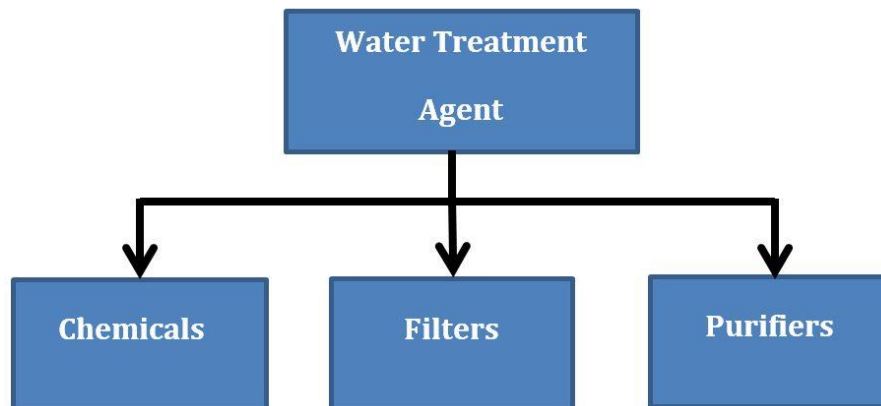 Water Treatment
Agent
Chemicals
Filters
Purifiers